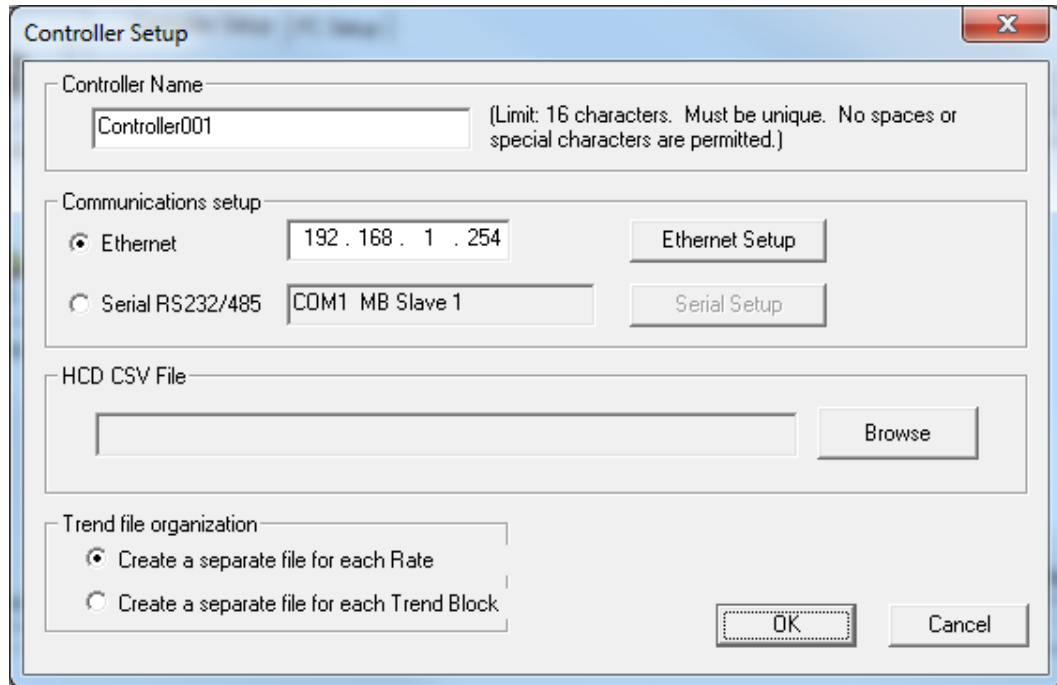 Controller Setup
Controller Name
Controller001
(Limit: 16 characters.  Must be unique.  No spaces or
special characters are permitted.)
Communications setup
Ethernet
192 . 168 . 1 . 254
Ethernet Setup
Serial RS232/485
COM1  MB Slave 1
Serial Setup
HCD CSV File
Browse
Trend file organization
Create a separate file for each Rate
Create a separate file for each Trend Block
OK
Cancel